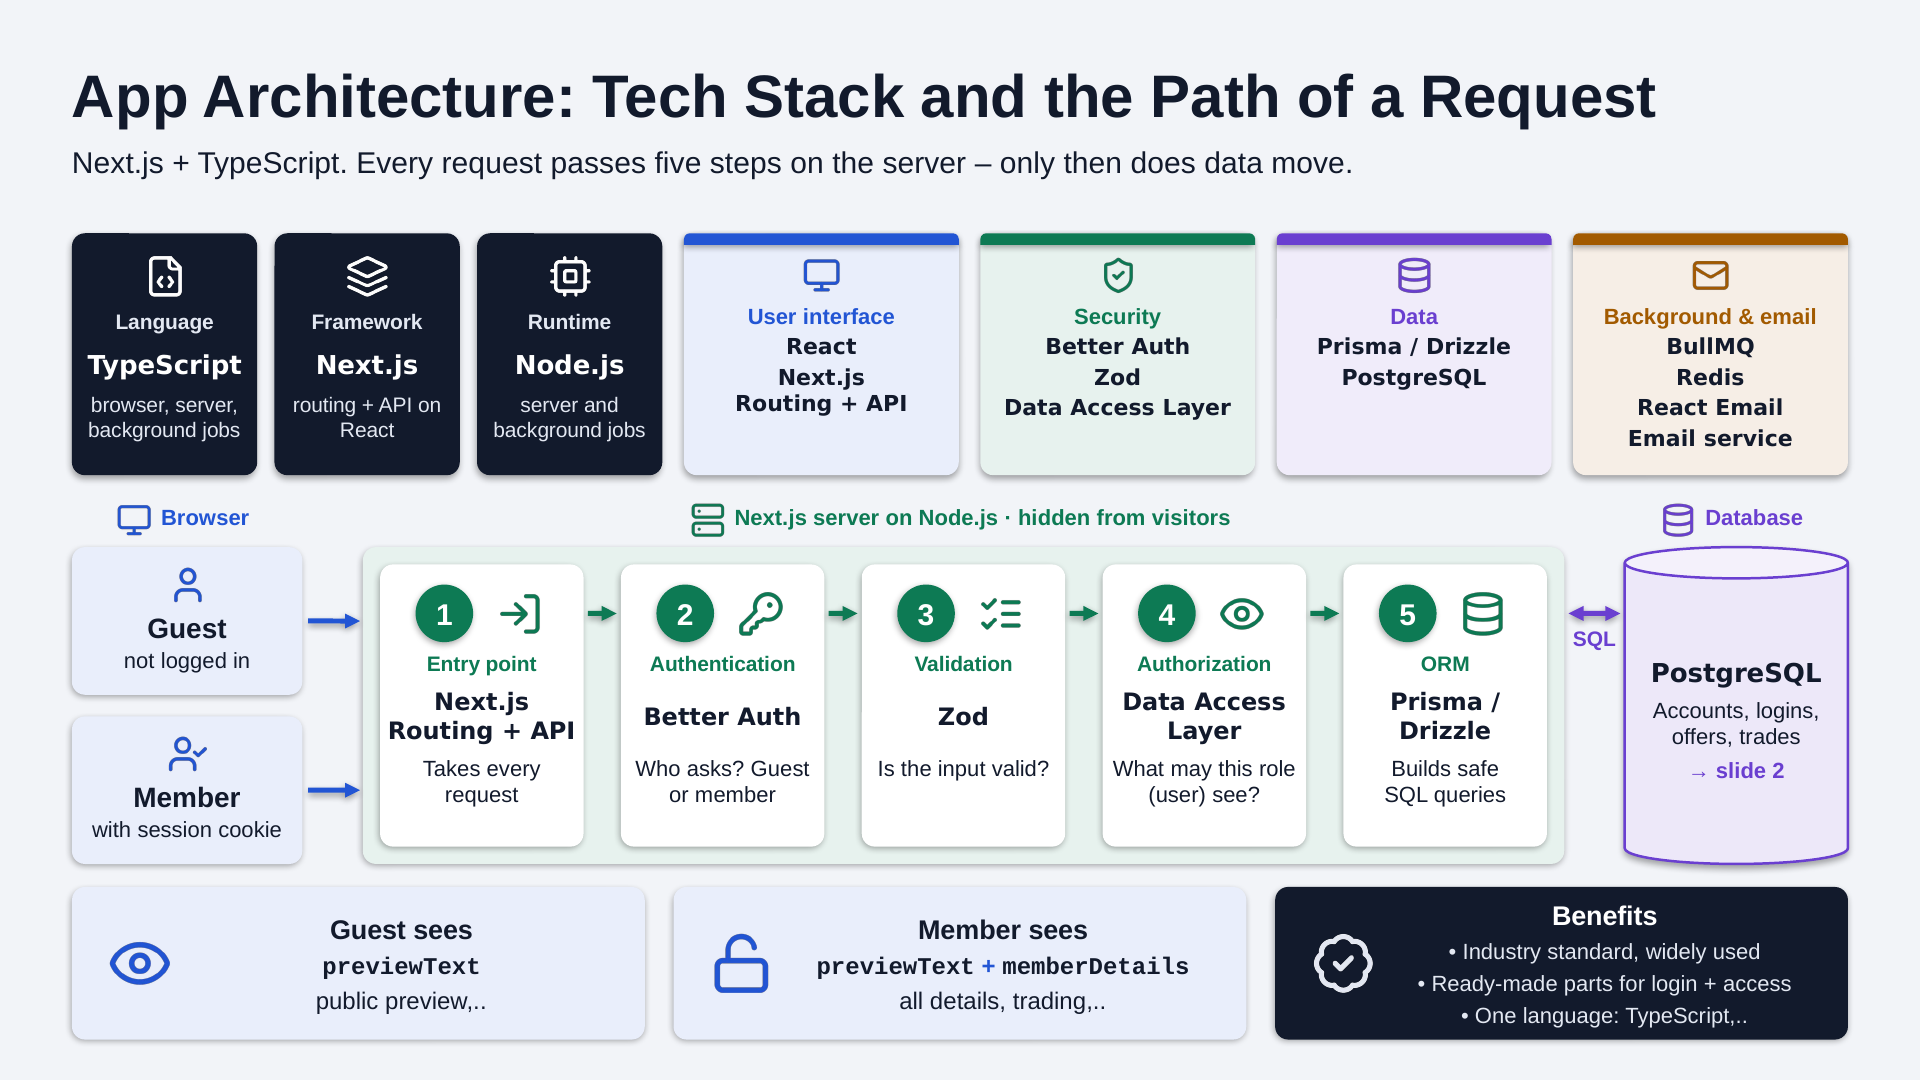 App Architecture: Tech Stack and the Path of a Request
Next.js + TypeScript. Every request passes five steps on the server – only then does data move.
Language
TypeScript
browser, server,
background jobs
Framework
Next.js
routing + API on
React
Runtime
Node.js
server and
background jobs
User interface
React
Next.js
Routing + API
Security
Better Auth
Zod
Data Access Layer
Data
Prisma / Drizzle
PostgreSQL
Background & email
BullMQ
Redis
React Email
Email service
Browser
Next.js server on Node.js · hidden from visitors
Database
Guest
not logged in
Member
with session cookie
1
Entry point
Next.js
Routing + API
Takes every
request
2
Authentication
Better Auth
Who asks? Guest
or member
3
Validation
Zod
Is the input valid?
4
Authorization
Data Access
Layer
What may this role
(user) see?
5
ORM
Prisma /
Drizzle
Builds safe
SQL queries
SQL
PostgreSQL
Accounts, logins,
offers, trades
→ slide 2
Guest sees
previewText
public preview,..
Member sees
previewText + memberDetails
all details, trading,..
Benefits
• Industry standard, widely used
• Ready-made parts for login + access
• One language: TypeScript,..